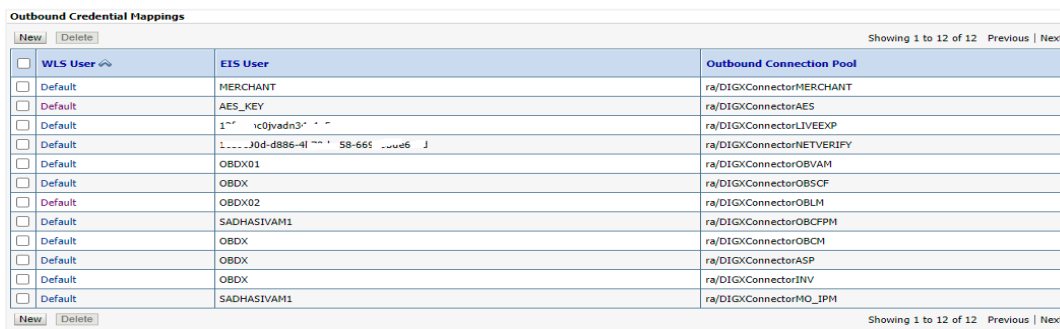 Outbound Credential Mappings
New Delete Showing 1 to 12 of 12 Previous | Next
WLS User EIS User Outbound Connection Pool
Default MERCHANT ra/DIGXConnectorMERCHANT
Default AES_KEY ra/DIGXConnectorAES
Default ra/DIGXConnectorLIVEEXP
Default ra/DIGXConnectorNETVERIFY
Default OBDX01 ra/DIGXConnectorOBVAM
Default OBDX ra/DIGXConnectorOBSCF
Default OBDX02 ra/DIGXConnectorOBLM
Default SADHASIVAM1 ra/DIGXConnectorOBCFPM
Default OBDX ra/DIGXConnectorOBCM
Default OBDX ra/DIGXConnectorASP
Default OBDX ra/DIGXConnectorINV
Default SADHASIVAM1 ra/DIGXConnectorMO_IPM
New Delete Showing 1 to 12 of 12 Previous | Next